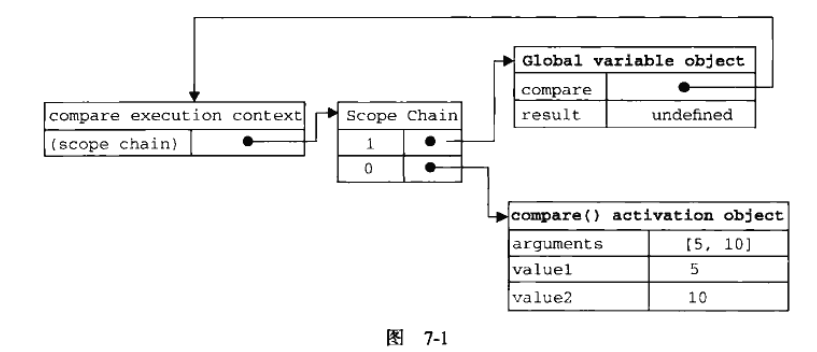 Global variable object
compare
result undefined
compare execution context
(scope chain)
Scope Chain
1
0
compare() activation object
arguments [5, 10]
value1 5
value2 10
图 7-1